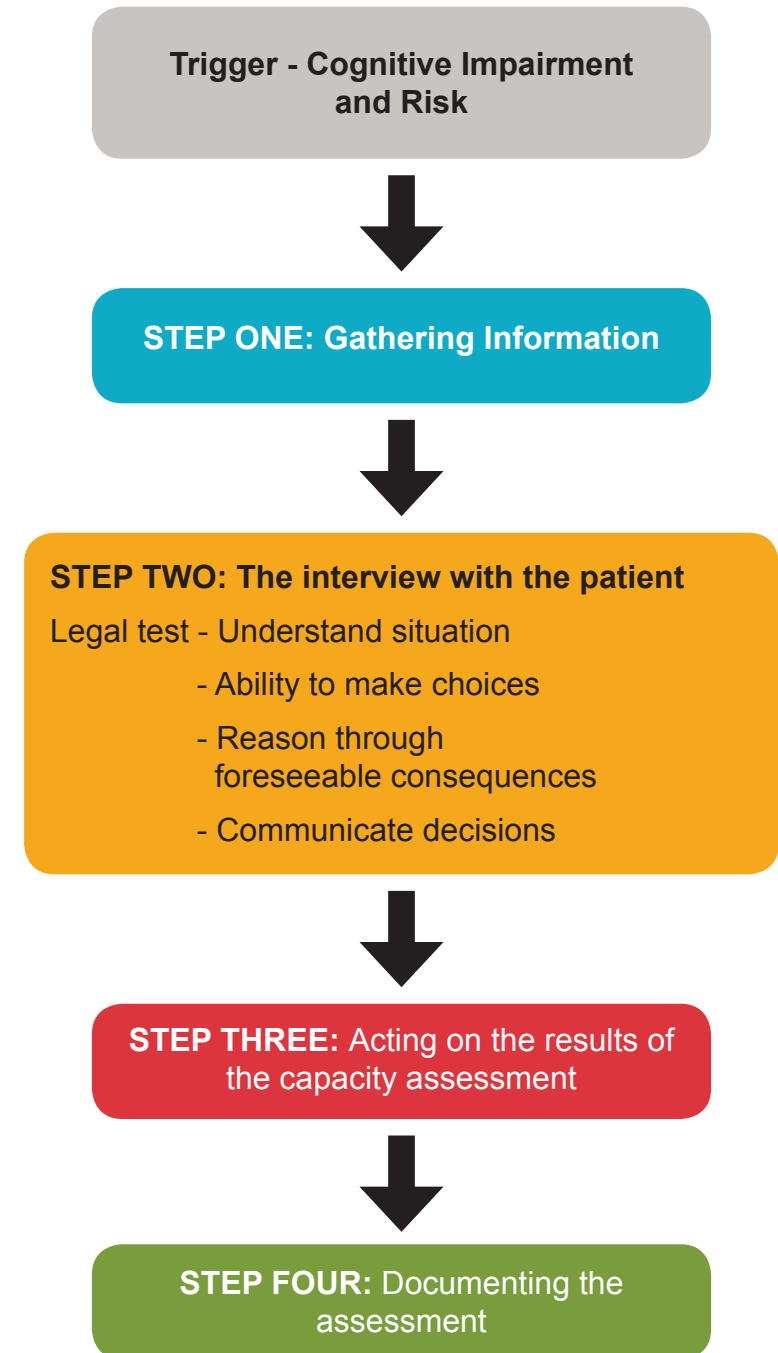 Trigger - Cognitive Impairment
and Risk
STEP ONE: Gathering Information
STEP TWO: The interview with the patient
Legal test - Understand situation
- Ability to make choices
- Reason through
foreseeable consequences
- Communicate decisions
STEP THREE: Acting on the results of
the capacity assessment
STEP FOUR: Documenting the
assessment